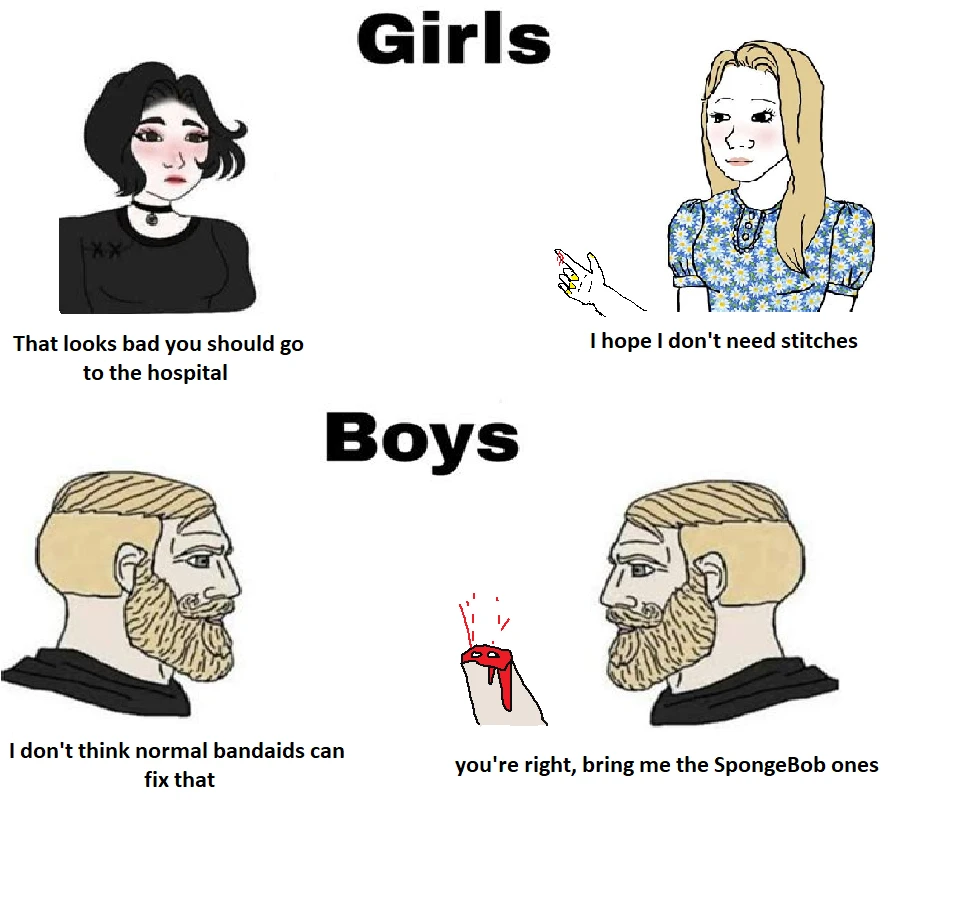 Girls
That looks bad you should go
to the hospital
I hope I don't need stitches
Boys
I don't think normal bandaids can
fix that
you're right, bring me the SpongeBob ones